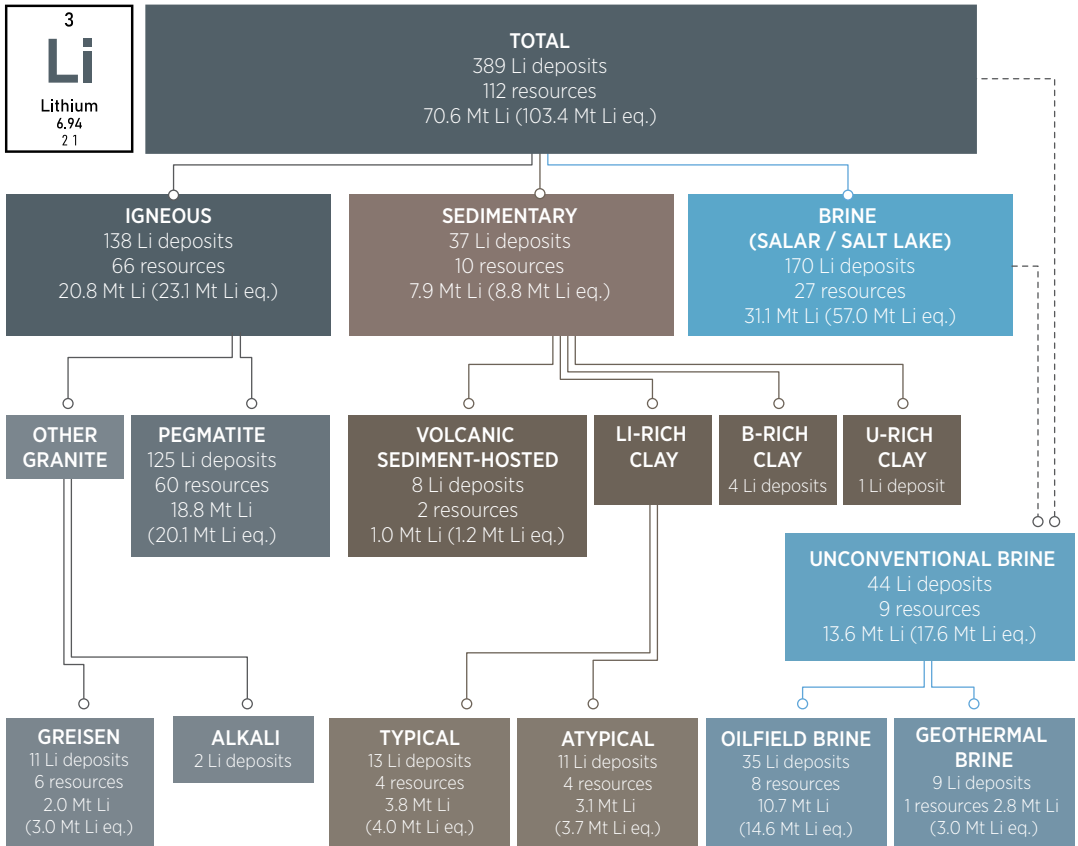 3
Li
Lithium
6.94
2 1
TOTAL
389 Li deposits
112 resources
70.6 Mt Li (103.4 Mt Li eq.)
IGNEOUS
138 Li deposits
66 resources
20.8 Mt Li (23.1 Mt Li eq.)
SEDIMENTARY
37 Li deposits
10 resources
7.9 Mt Li (8.8 Mt Li eq.)
BRINE
(SALAR / SALT LAKE)
170 Li deposits
27 resources
31.1 Mt Li (57.0 Mt Li eq.)
OTHER
GRANITE
PEGMATITE
125 Li deposits
60 resources
18.8 Mt Li
(20.1 Mt Li eq.)
VOLCANIC
SEDIMENT-HOSTED
8 Li deposits
2 resources
1.0 Mt Li (1.2 Mt Li eq.)
LI-RICH
CLAY
B-RICH
CLAY
4 Li deposits
U-RICH
CLAY
1 Li deposit
UNCONVENTIONAL BRINE
44 Li deposits
9 resources
13.6 Mt Li (17.6 Mt Li eq.)
GREISEN
11 Li deposits
6 resources
2.0 Mt Li
(3.0 Mt Li eq.)
ALKALI
2 Li deposits
TYPICAL
13 Li deposits
4 resources
3.8 Mt Li
(4.0 Mt Li eq.)
ATYPICAL
11 Li deposits
4 resources
3.1 Mt Li
(3.7 Mt Li eq.)
OILFIELD BRINE
35 Li deposits
8 resources
10.7 Mt Li
(14.6 Mt Li eq.)
GEOTHERMAL
BRINE
9 Li deposits
1 resources 2.8 Mt Li
(3.0 Mt Li eq.)